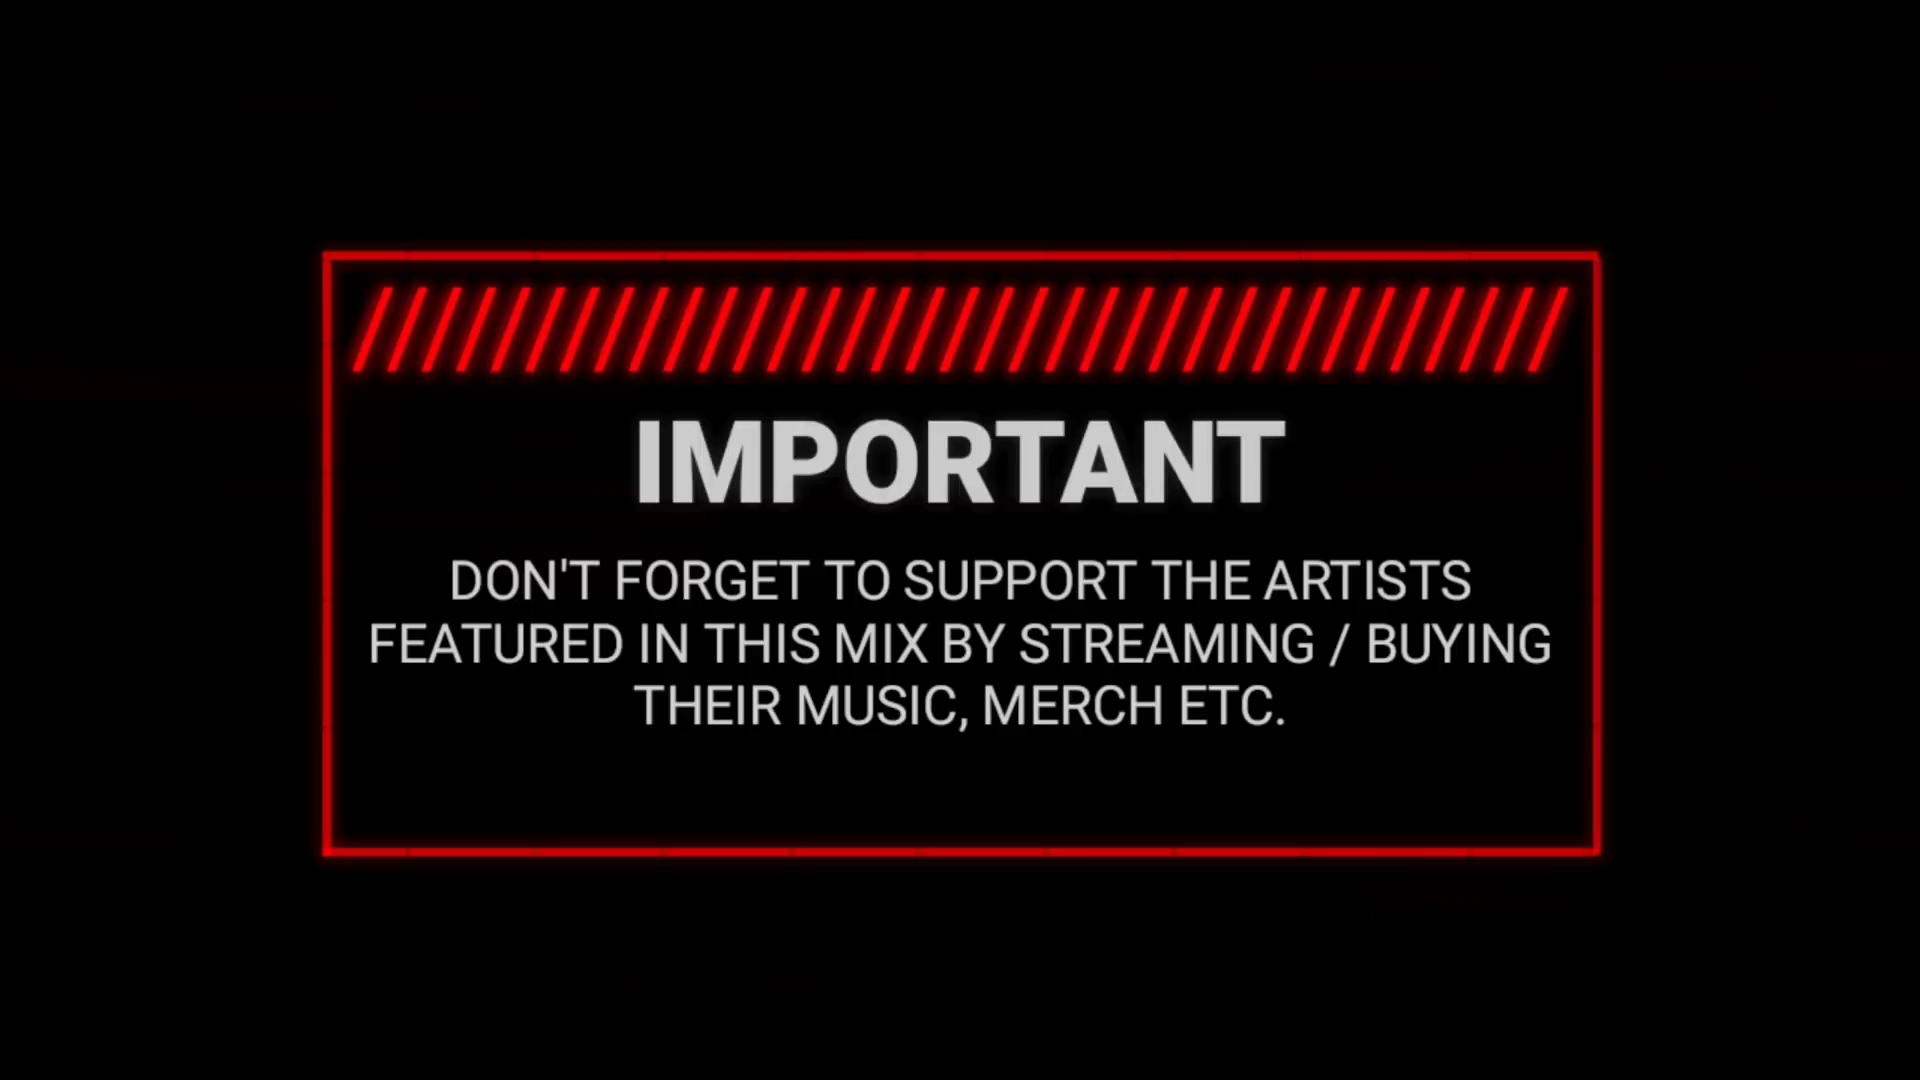 IMPORTANT
DON'T FORGET TO SUPPORT THE ARTISTS
FEATURED IN THIS MIX BY STREAMING / BUYING
THEIR MUSIC, MERCH ETC.